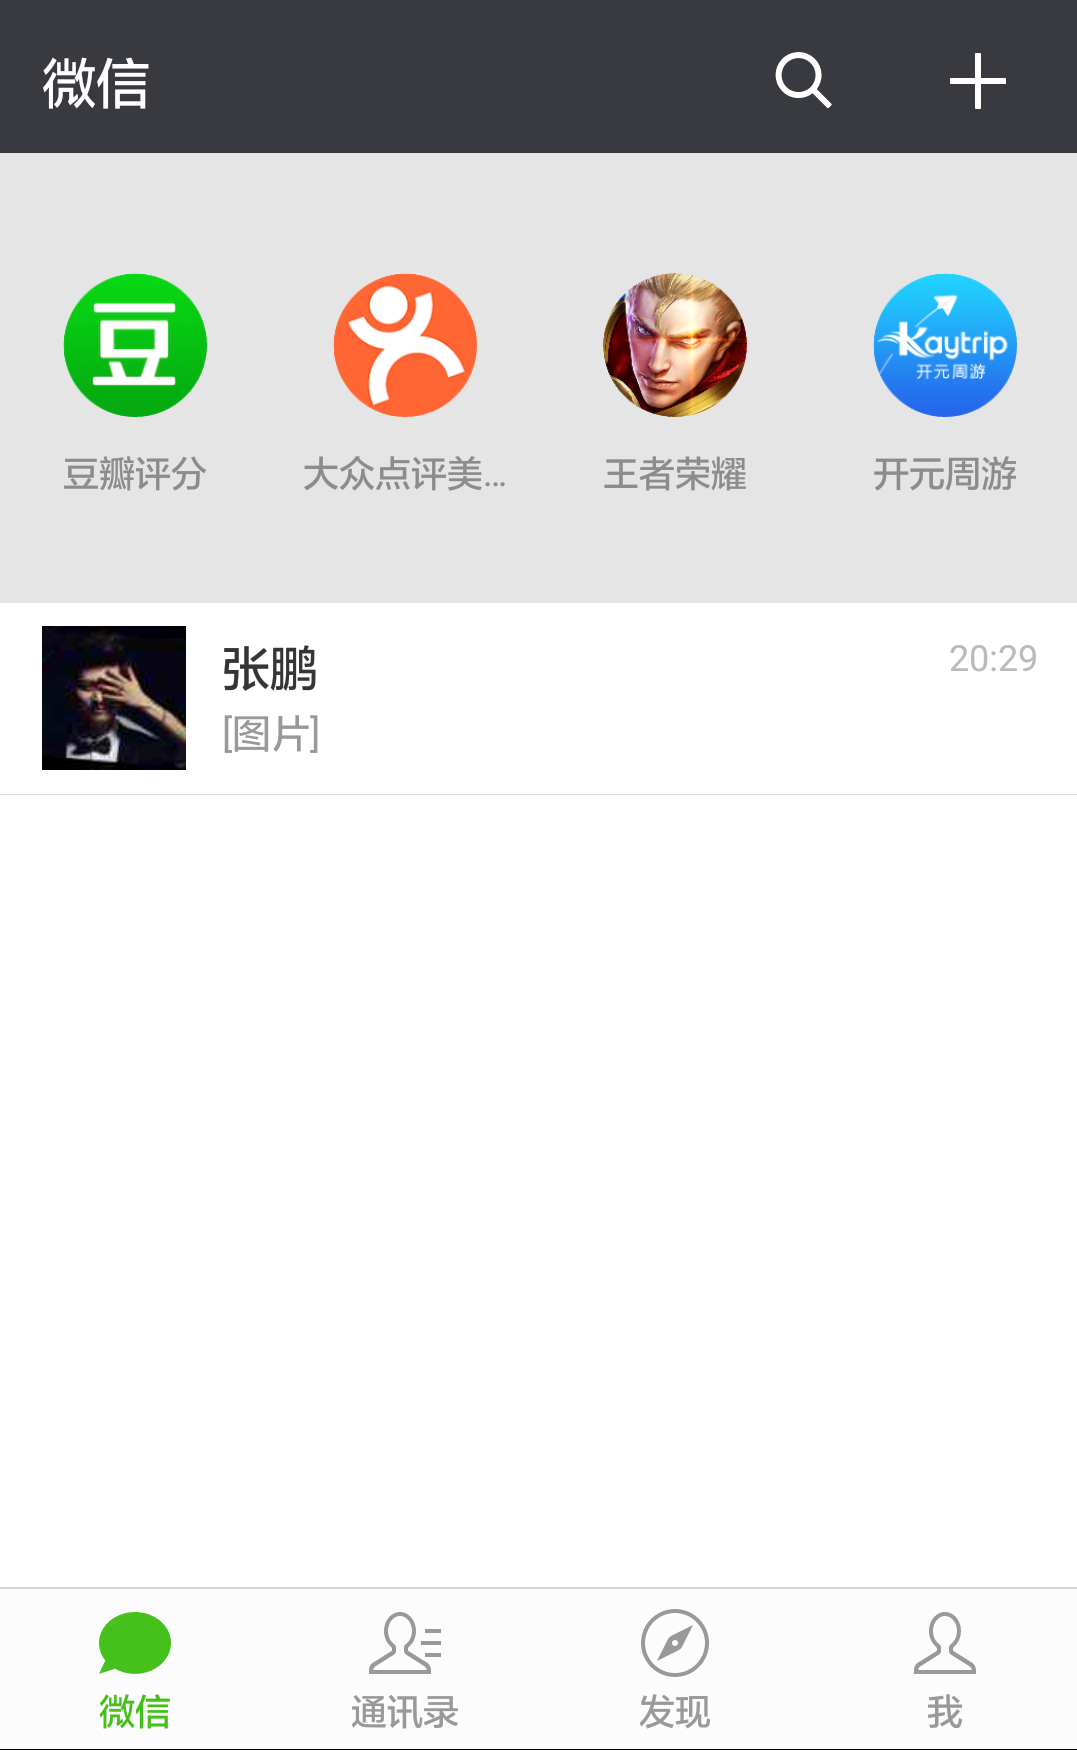 微信
豆
Kaytrip
开元周游
豆瓣评分
大众点评美...
王者荣耀
开元周游
张鹏
20:29
[图片]
微信
通讯录
发现
我